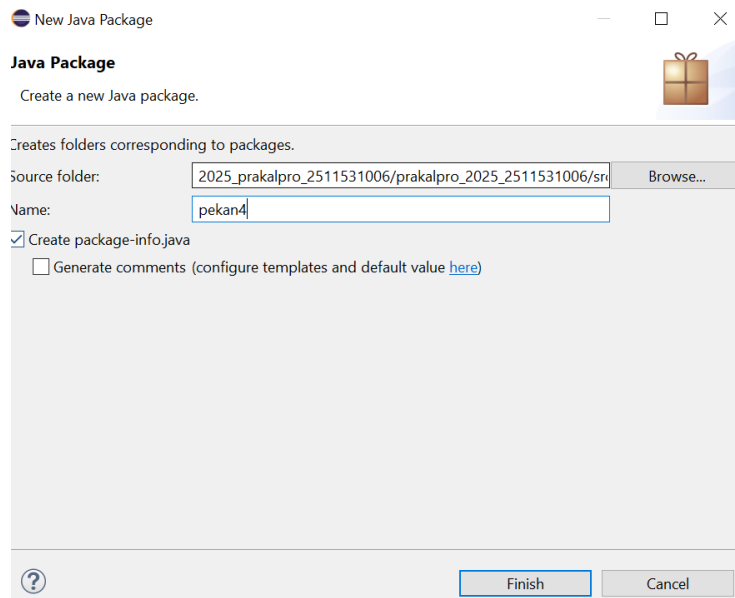 New Java Package
Java Package
Create a new Java package.
Creates folders corresponding to packages.
Source folder: 2025_prakalpro_2511531006/prakalpro_2025_2511531006/src Browse...
Name: pekan4
Create package-info.java
Generate comments (configure templates and default value here)
?
Finish Cancel